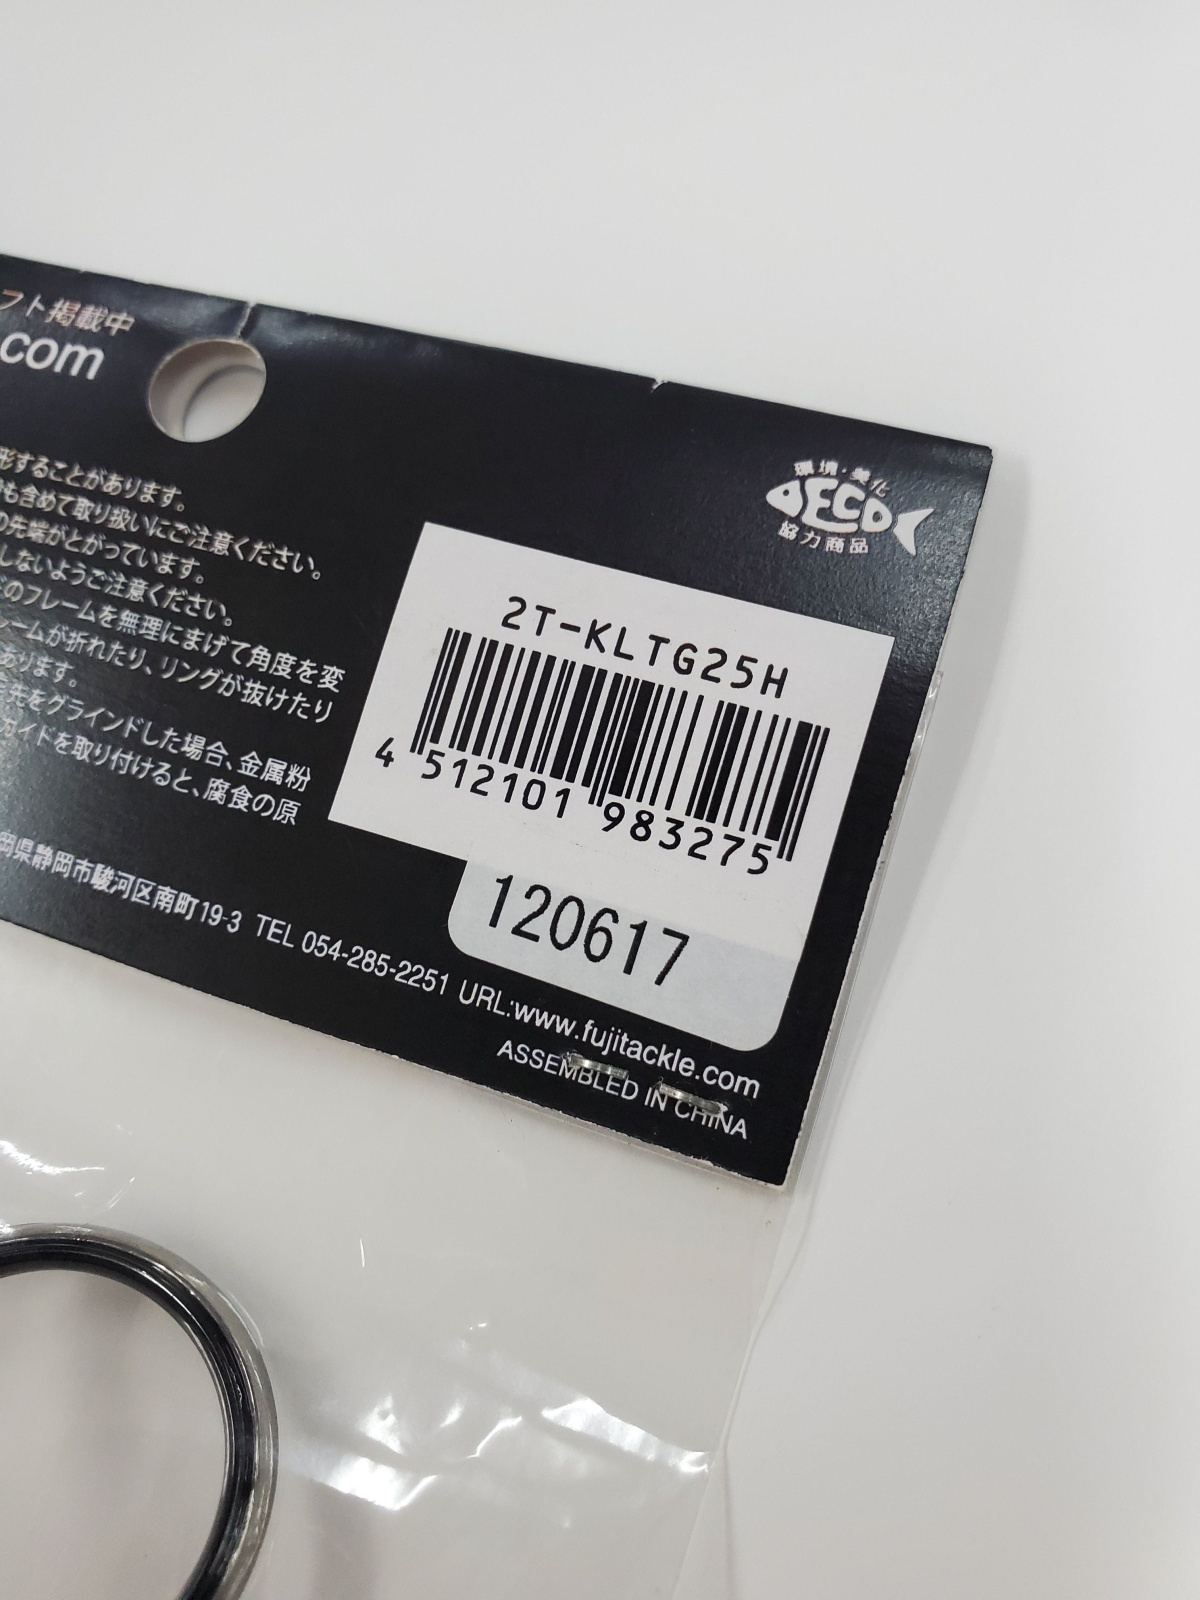 フト掲載中
.com
環境・美化
DECO
協力商品
形することがあります。
も含めて取り扱いにご注意ください。
の先端がとがっています。
しないようご注意ください。
のフレームを無理にまげて角度を変
ームが折れたり、リングが抜けたり
あります。
先をグラインドした場合、金属粉
ガイドを取り付けると、腐食の原
2T-KLTG25H
4 512101 983275
120617
岡県静岡市駿河区南町19-3 TEL 054-285-2251 URL:www.fujitackle.com
ASSEMBLED IN CHINA